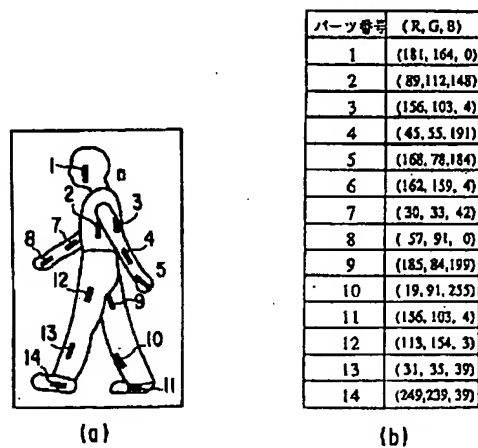 1
2
3
4
5
6
7
8
9
10
11
12
13
14
(a)
パーツ番号 (R, G, B)
1 (181, 164, 0)
2 (89,112,148)
3 (156, 103, 4)
4 (45, 55, 191)
5 (168, 78,184)
6 (162, 159, 4)
7 (30, 33, 42)
8 (57, 91, 0)
9 (185, 84,199)
10 (19, 91, 255)
11 (156, 103, 4)
12 (113, 154, 3)
13 (31, 35, 39)
14 (249,239, 39)
(b)